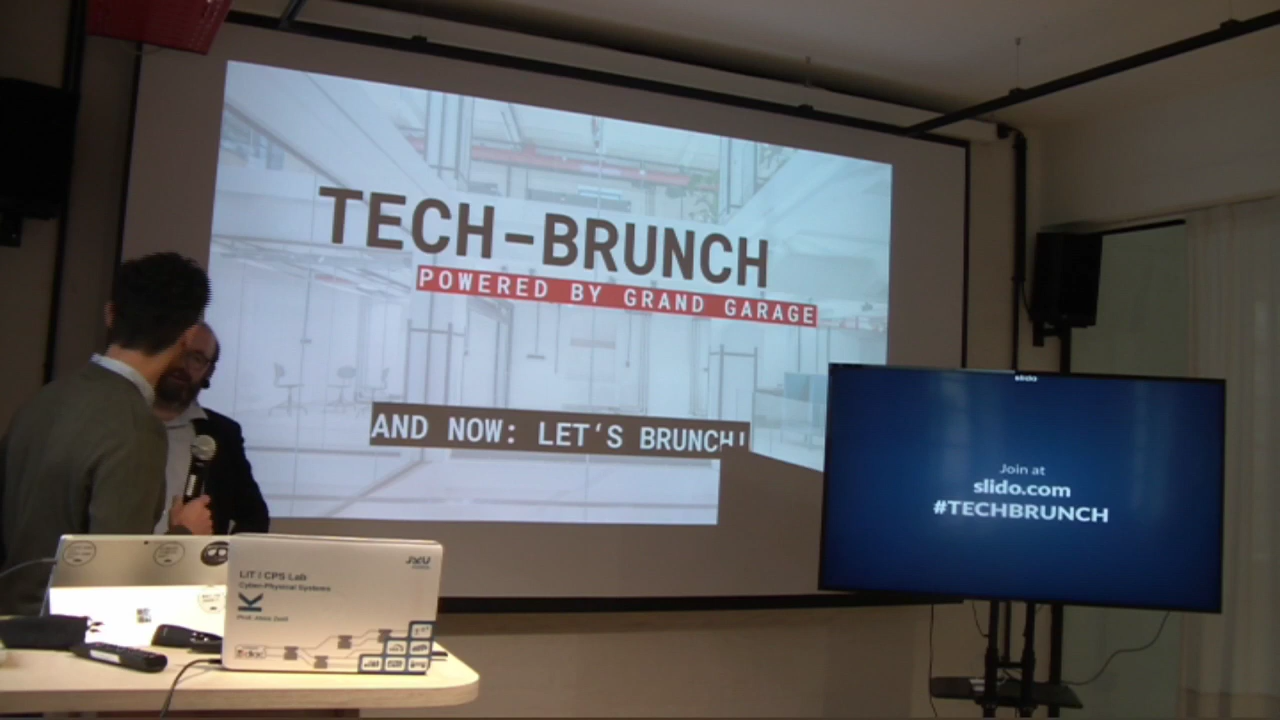 TECH-BRUNCH
POWERED BY GRAND GARAGE
AND NOW: LET‘S BRUNCH!
slido
Join at
slido.com
#TECHBRUNCH
JKU
LIT | CPS Lab
Cyber-Physical Systems
K